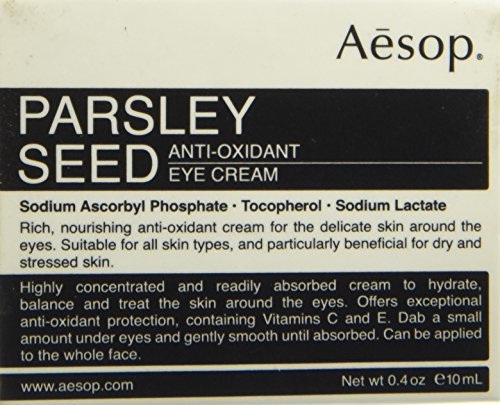 Aēsop.®
PARSLEY
SEED ANTI-OXIDANT
EYE CREAM
Sodium Ascorbyl Phosphate · Tocopherol · Sodium Lactate
Rich, nourishing anti-oxidant cream for the delicate skin around the
eyes. Suitable for all skin types, and particularly beneficial for dry and
stressed skin.
Highly concentrated and readily absorbed cream to hydrate,
balance and treat the skin around the eyes. Offers exceptional
anti-oxidant protection, containing Vitamins C and E. Dab a small
amount under eyes and gently smooth until absorbed. Can be applied
to the whole face.
www.aesop.com Net wt 0.4oz ℮10mL